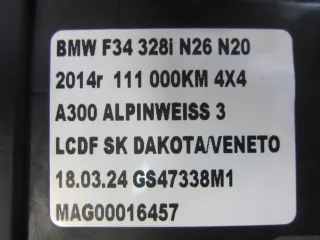 BMW F34 328i N26 N20
2014r 111 000KM 4X4
A300 ALPINWEISS 3
LCDF SK DAKOTA/VENETO
18.03.24 GS47338M1
MAG00016457